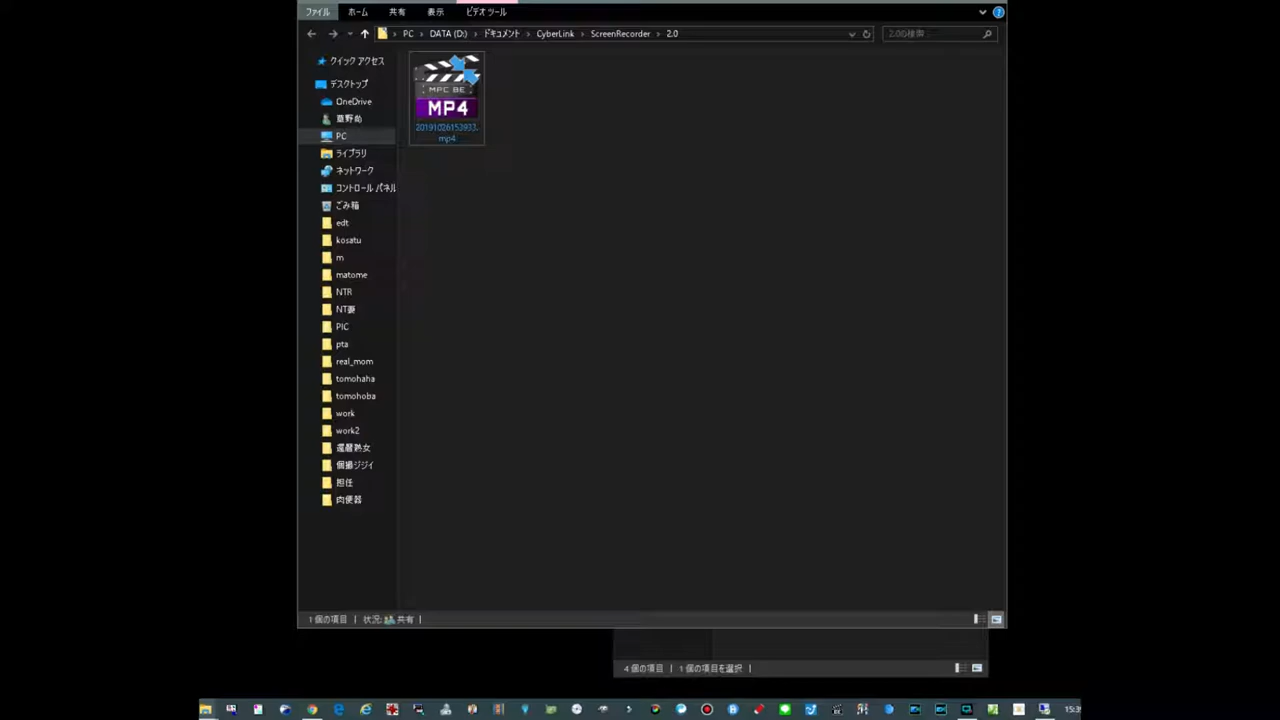 ファイル ホーム 共有 表示 ビデオ ツール
PC › DATA (D:) › ドキュメント › CyberLink › ScreenRecorder › 2.0
クイック アクセス
デスクトップ
OneDrive
PC
ライブラリ
ネットワーク
コントロール パネル
ごみ箱
edt
kosatu
m
matome
NTR
NT妻
PIC
pta
real_mom
tomohaha
tomohoba
work
work2
還暦熟女
個撮ジジイ
担任
肉便器
MPC BE
MP4
20191026153933.
mp4
1 個の項目
状況: 共有
4 個の項目 1 個の項目を選択